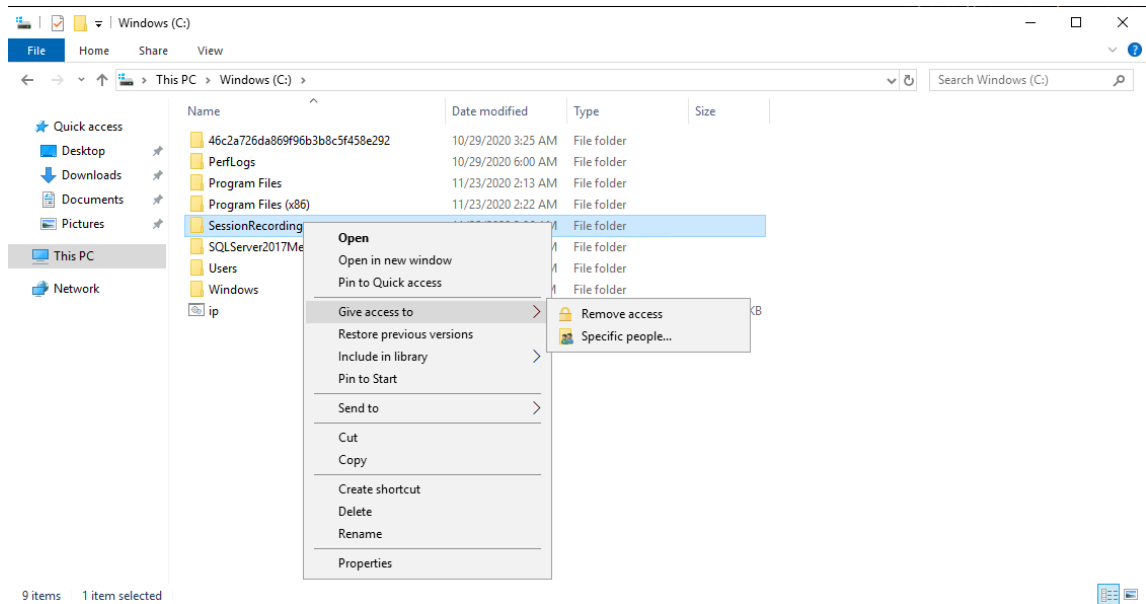 Windows (C:)
File Home Share View
This PC > Windows (C:) >
Search Windows (C:)
Name Date modified Type Size
Quick access
Desktop
Downloads
Documents
Pictures
This PC
Network
46c2a726da869f96b3b8c5f458e292 10/29/2020 3:25 AM File folder
PerfLogs 10/29/2020 6:00 AM File folder
Program Files 11/23/2020 2:13 AM File folder
Program Files (x86) 11/23/2020 2:22 AM File folder
SessionRecording File folder
SQLServer2017Me File folder
Users File folder
Windows File folder
ip KB
Open
Open in new window
Pin to Quick access
Give access to
Restore previous versions
Include in library
Pin to Start
Send to
Cut
Copy
Create shortcut
Delete
Rename
Properties
Remove access
Specific people...
9 items 1 item selected